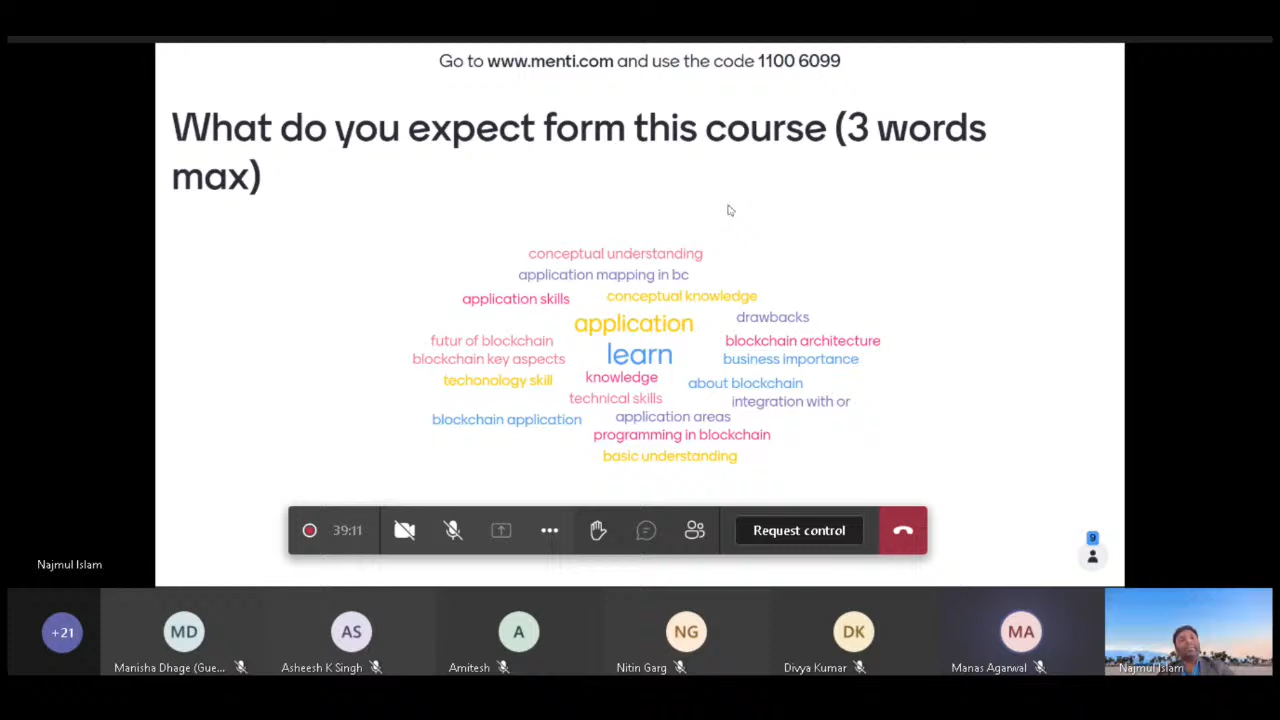 Go to www.menti.com and use the code 1100 6099
What do you expect form this course (3 words
max)
conceptual understanding
application mapping in bc
application skills
conceptual knowledge
application
drawbacks
futur of blockchain
learn
blockchain architecture
blockchain key aspects
business importance
techonology skill
knowledge
about blockchain
technical skills
integration with or
blockchain application
application areas
programming in blockchain
basic understanding
39:11
Request control
9
Najmul Islam
+21
MD
AS
A
NG
DK
MA
Manisha Dhage (Gue...
Asheesh K Singh
Amitesh
Nitin Garg
Divya Kumar
Manas Agarwal
Najmul Islam